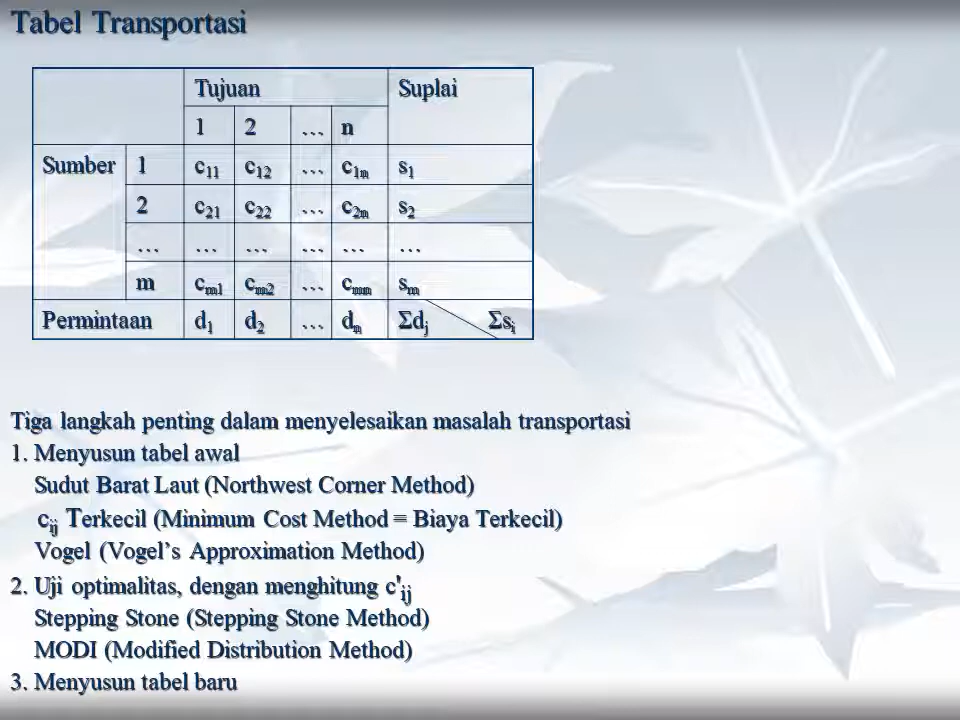 Tabel Transportasi
Tujuan Suplai
1 2 … n
Sumber 1 c11 c12 … c1n s1
2 c21 c22 … c2n s2
… … … … … …
m cm1 cm2 … cmn sm
Permintaan d1 d2 … dn Σdj Σsi
Tiga langkah penting dalam menyelesaikan masalah transportasi
1. Menyusun tabel awal
Sudut Barat Laut (Northwest Corner Method)
cij Terkecil (Minimum Cost Method = Biaya Terkecil)
Vogel (Vogel’s Approximation Method)
2. Uji optimalitas, dengan menghitung c'ij
Stepping Stone (Stepping Stone Method)
MODI (Modified Distribution Method)
3. Menyusun tabel baru